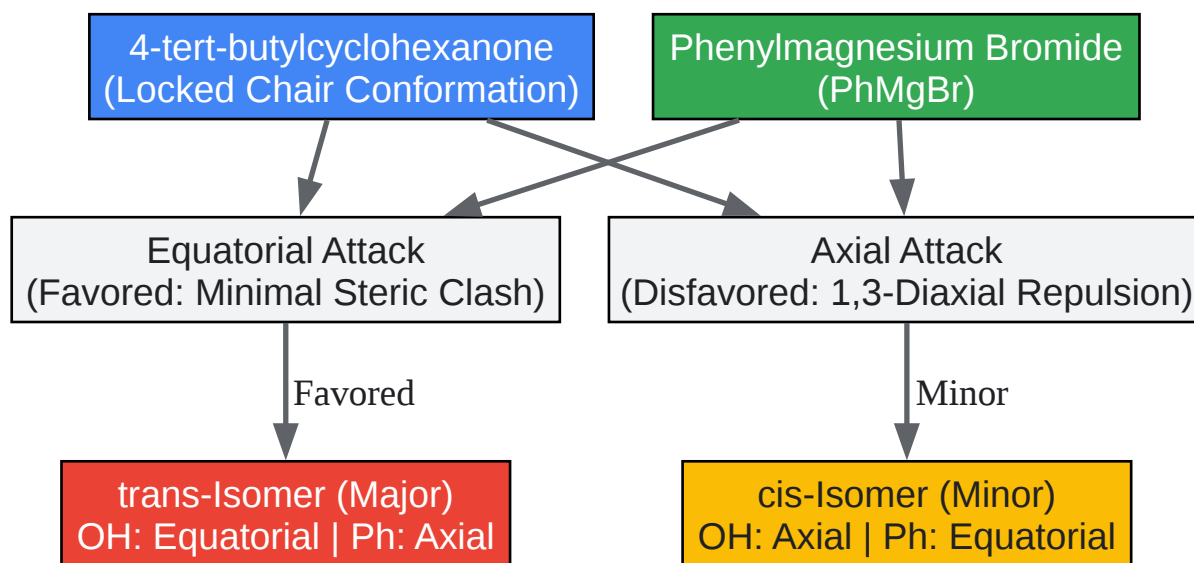 4-tert-butylcyclohexanone
(Locked Chair Conformation)
Phenylmagnesium Bromide
(PhMgBr)
Equatorial Attack
(Favored: Minimal Steric Clash)
Axial Attack
(Disfavored: 1,3-Diaxial Repulsion)
Favored
Minor
trans-Isomer (Major)
OH: Equatorial | Ph: Axial
cis-Isomer (Minor)
OH: Axial | Ph: Equatorial